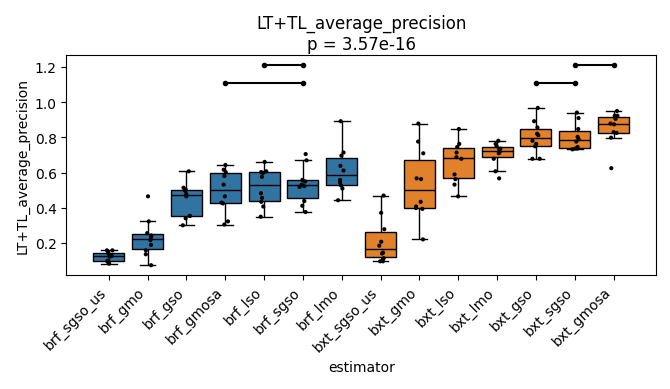 LT+TL_average_precision
p = 3.57e-16
LT+TL_average_precision
1.2
1.0
0.8
0.6
0.4
0.2
brf_sgso_us
brf_gmo
brf_gso
brf_gmosa
brf_lso
brf_sgso
brf_lmo
bxt_sgso_us
bxt_gmo
bxt_lso
bxt_lmo
bxt_gso
bxt_sgso
bxt_gmosa
estimator